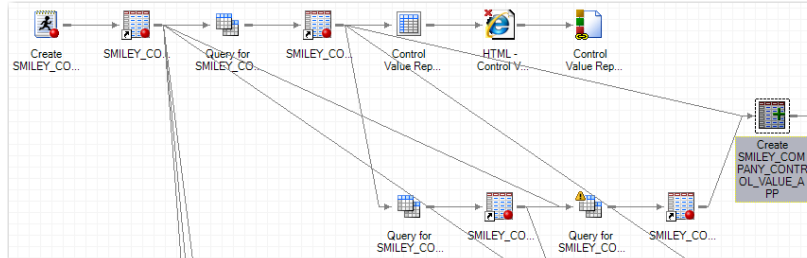 Create
SMILEY_CO...
SMILEY_CO...
Query for
SMILEY_CO...
SMILEY_CO...
Control
Value Rep...
HTML -
Control V...
Control
Value Rep...
Create
SMILEY_COM
PANY_CONTR
OL_VALUE_A
PP
Query for
SMILEY_CO...
SMILEY_CO...
Query for
SMILEY_CO...
SMILEY_CO...